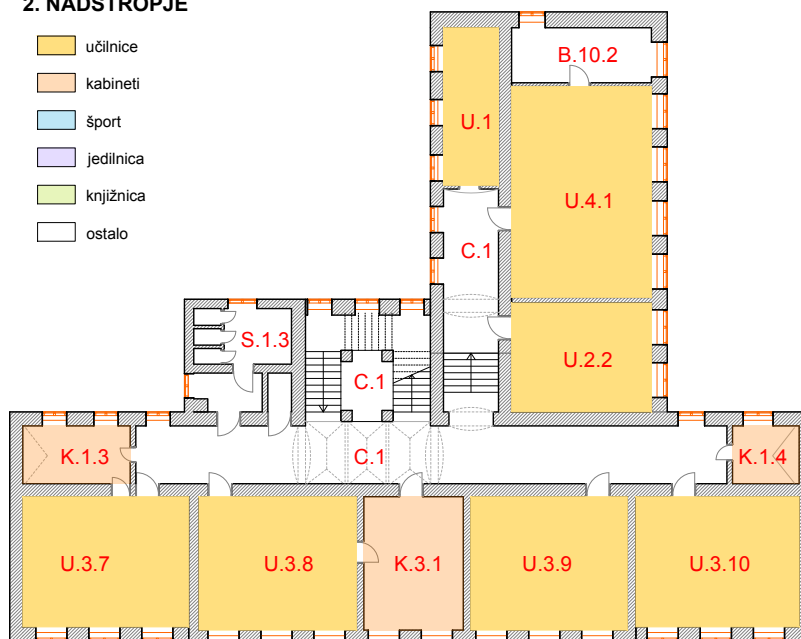 2. NADSTROPJE
učilnice
kabineti
šport
jedilnica
knjižnica
ostalo
B.10.2
U.1
U.4.1
C.1
S.1.3
U.2.2
C.1
C.1
K.1.3
K.1.4
U.3.7
U.3.8
K.3.1
U.3.9
U.3.10